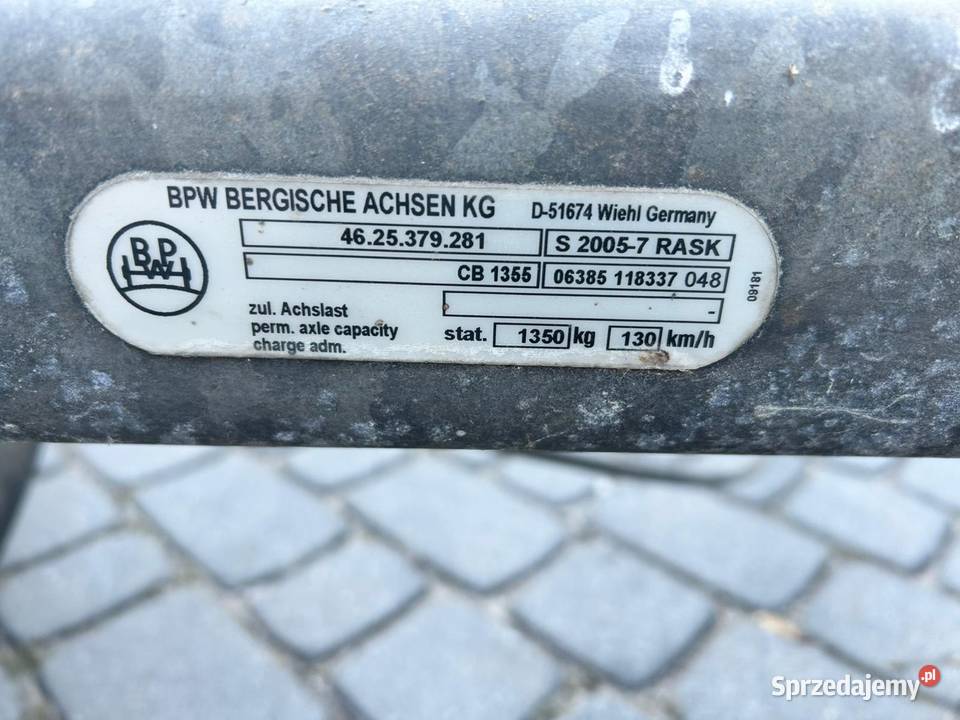 BPW BERGISCHE ACHSEN KG D-51674 Wiehl Germany
BPW
46.25.379.281 S 2005-7 RASK
CB 1355 06385 118337 048
09181
-
zul. Achslast
perm. axle capacity stat. 1350 kg 130 km/h
charge adm.
Sprzedajemy.pl